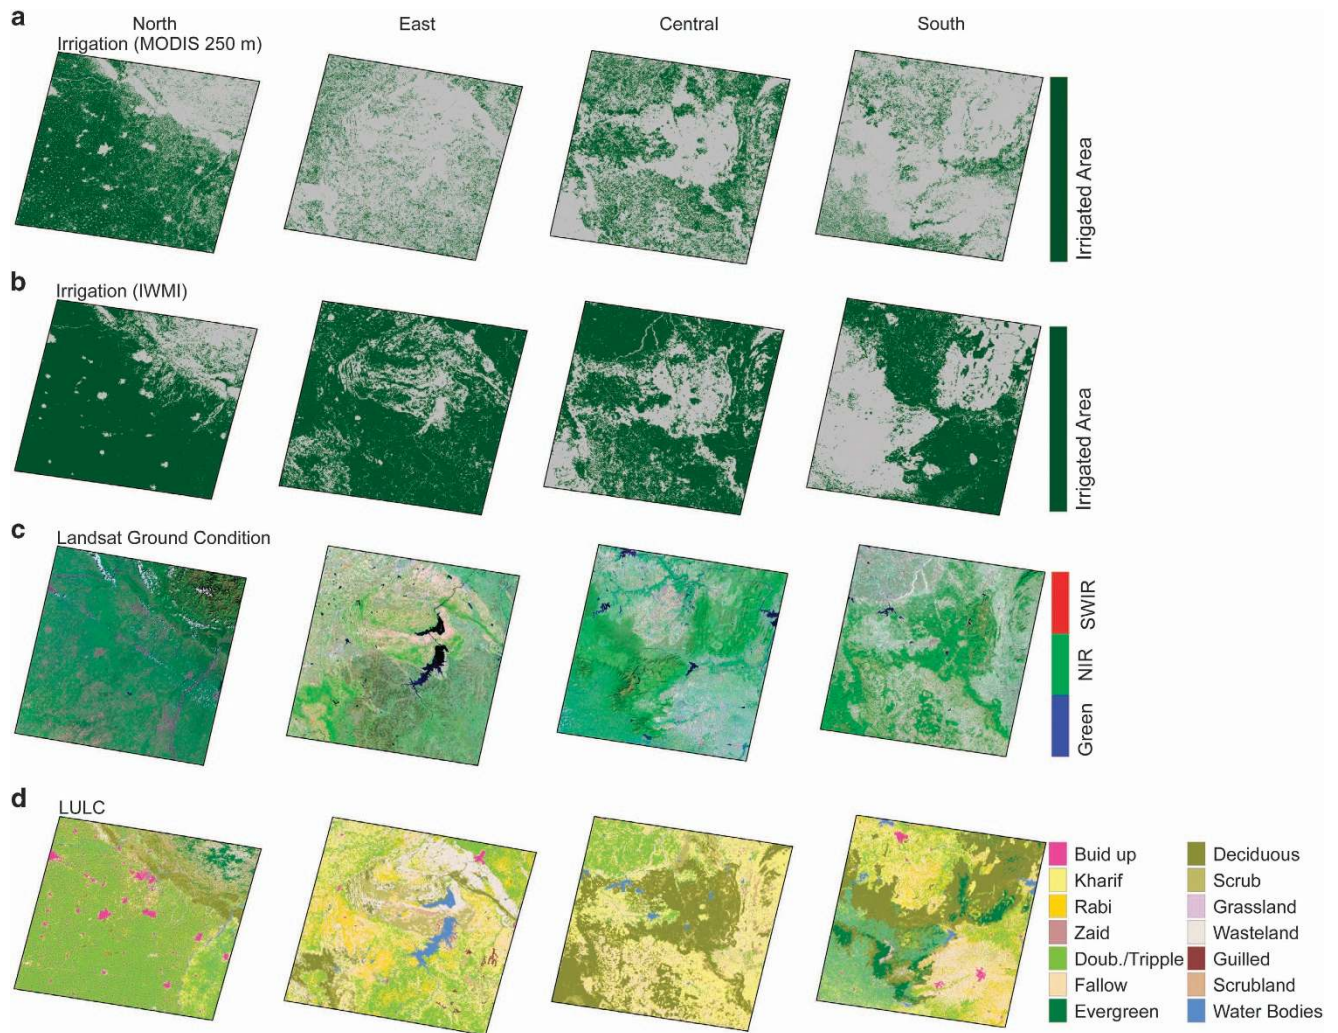 a
North East Central South
Irrigation (MODIS 250 m)
Irrigated Area
b
Irrigation (IWMI)
Irrigated Area
c
Landsat Ground Condition
SWIR
NIR
Green
d
LULC
Buid up Deciduous
Kharif Scrub
Rabi Grassland
Zaid Wasteland
Doub./Tripple Guilled
Fallow Scrubland
Evergreen Water Bodies